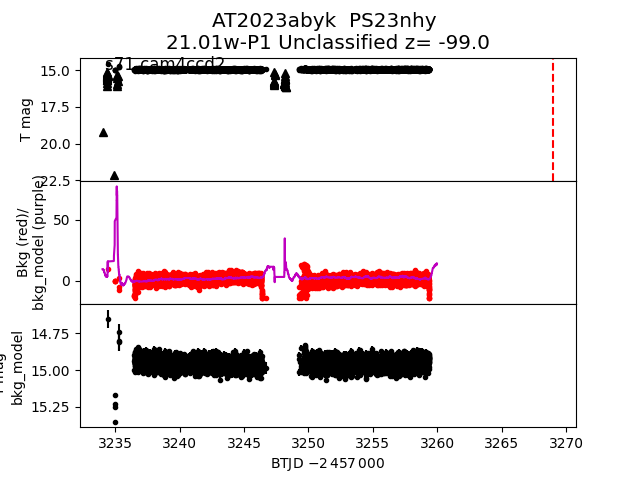 AT2023abyk  PS23nhy
21.01w-P1 Unclassified z= -99.0
s71 cam4ccd2
15.0
17.5
20.0
22.5
T mag
50
0
Bkg (red)/
bkg_model (purple)
14.75
15.00
15.25
mag
bkg_model
3235 3240 3245 3250 3255 3260 3265 3270
BTJD −2 457 000